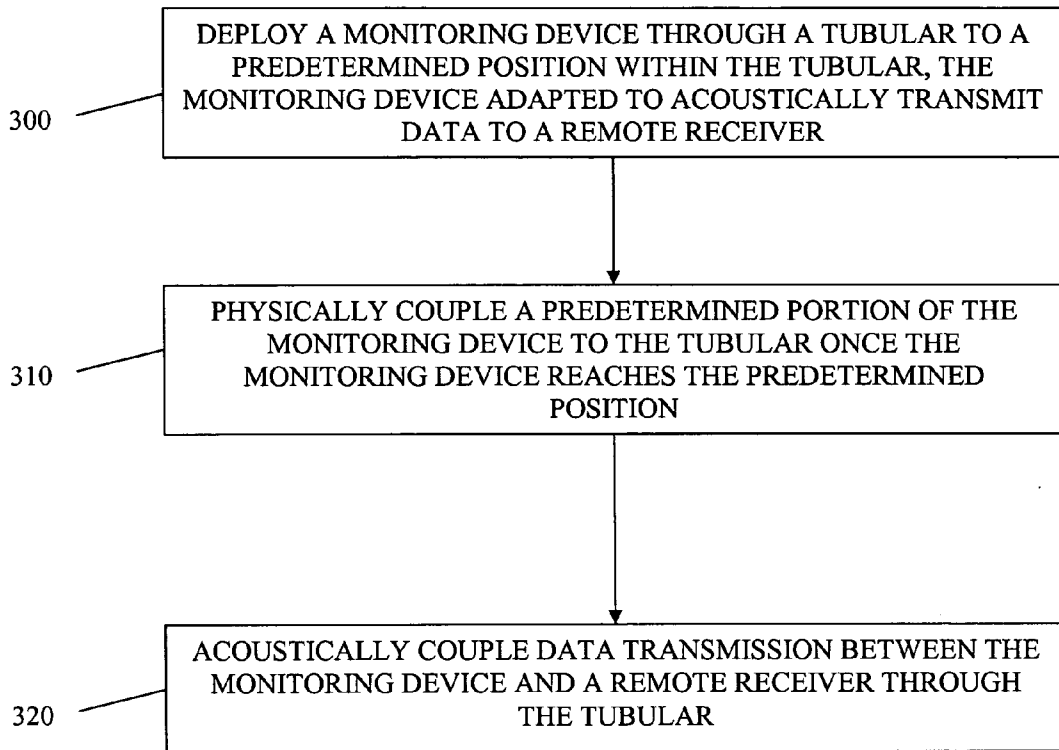 DEPLOY A MONITORING DEVICE THROUGH A TUBULAR TO A
PREDETERMINED POSITION WITHIN THE TUBULAR, THE
MONITORING DEVICE ADAPTED TO ACOUSTICALLY TRANSMIT
DATA TO A REMOTE RECEIVER
300
PHYSICALLY COUPLE A PREDETERMINED PORTION OF THE
MONITORING DEVICE TO THE TUBULAR ONCE THE
MONITORING DEVICE REACHES THE PREDETERMINED
POSITION
310
ACOUSTICALLY COUPLE DATA TRANSMISSION BETWEEN THE
MONITORING DEVICE AND A REMOTE RECEIVER THROUGH
THE TUBULAR
320